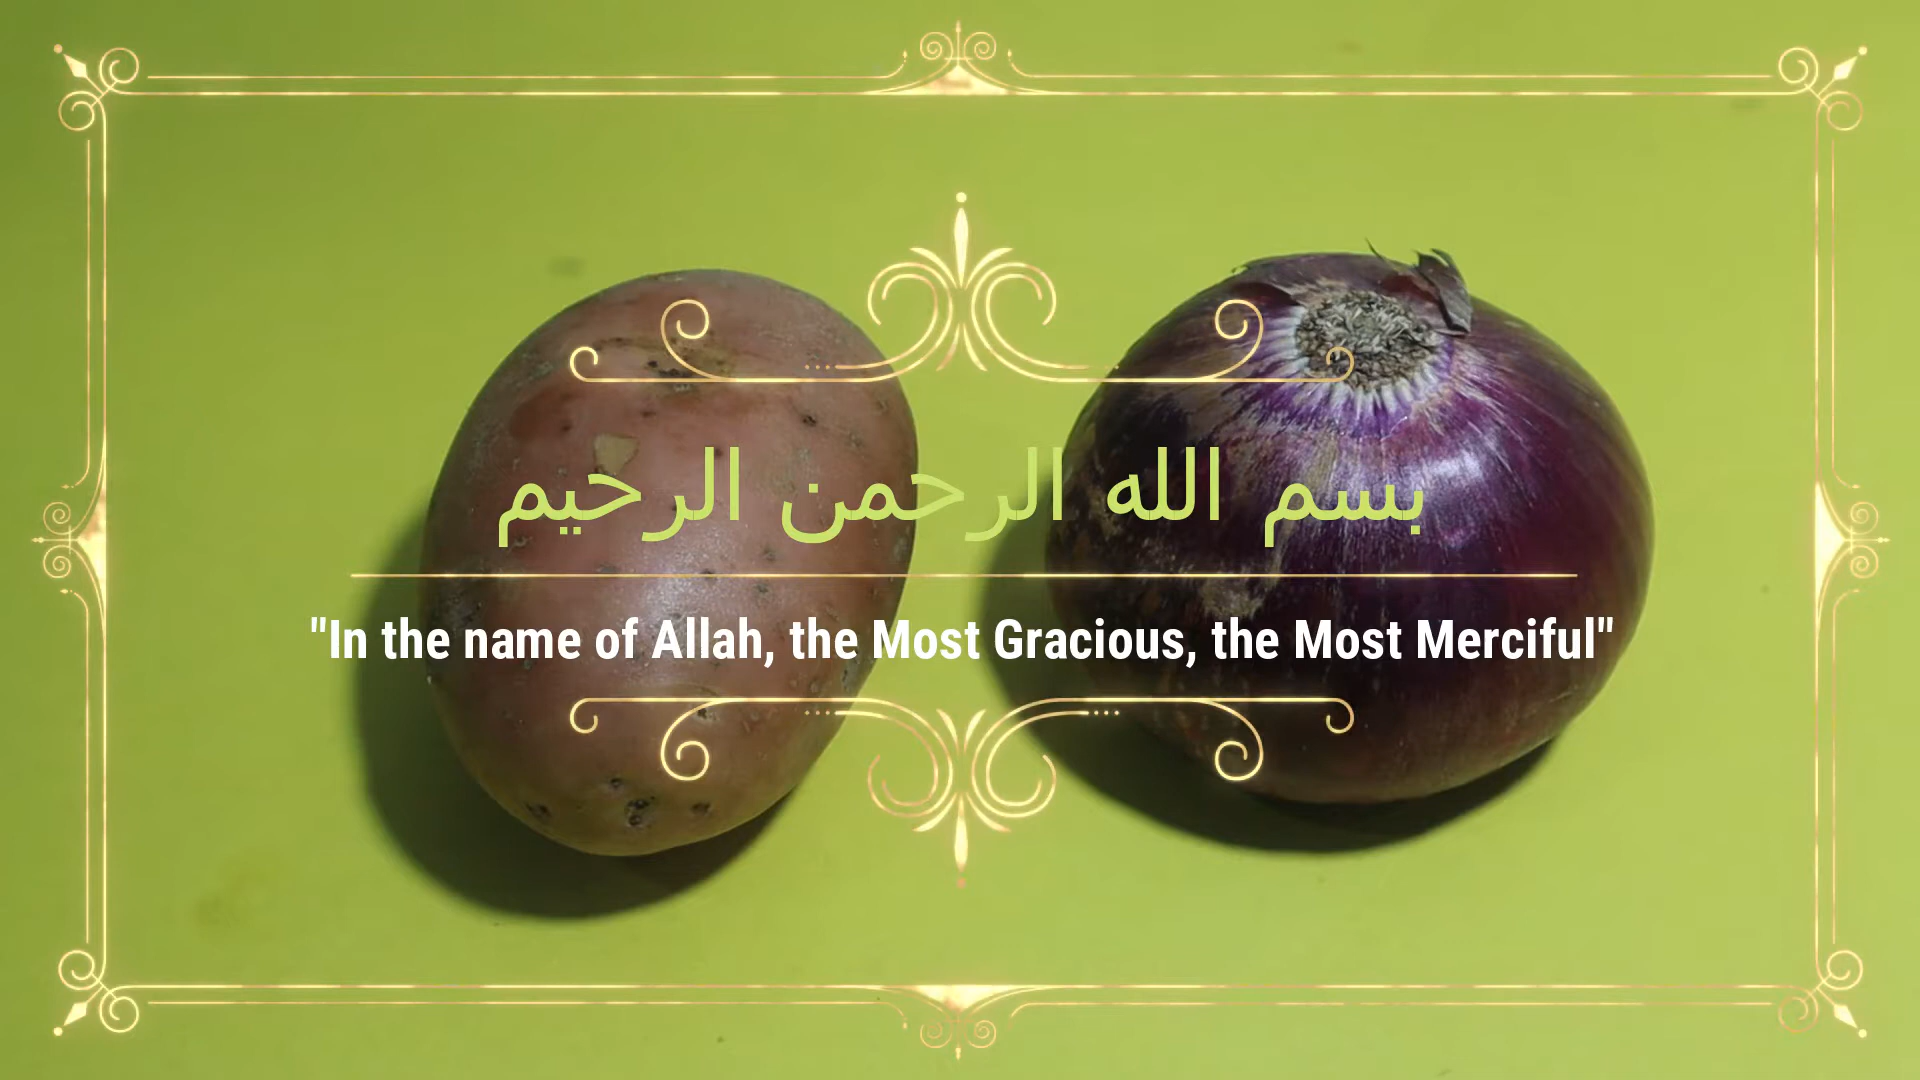 بسم الله الرحمن الرحيم
"In the name of Allah, the Most Gracious, the Most Merciful"